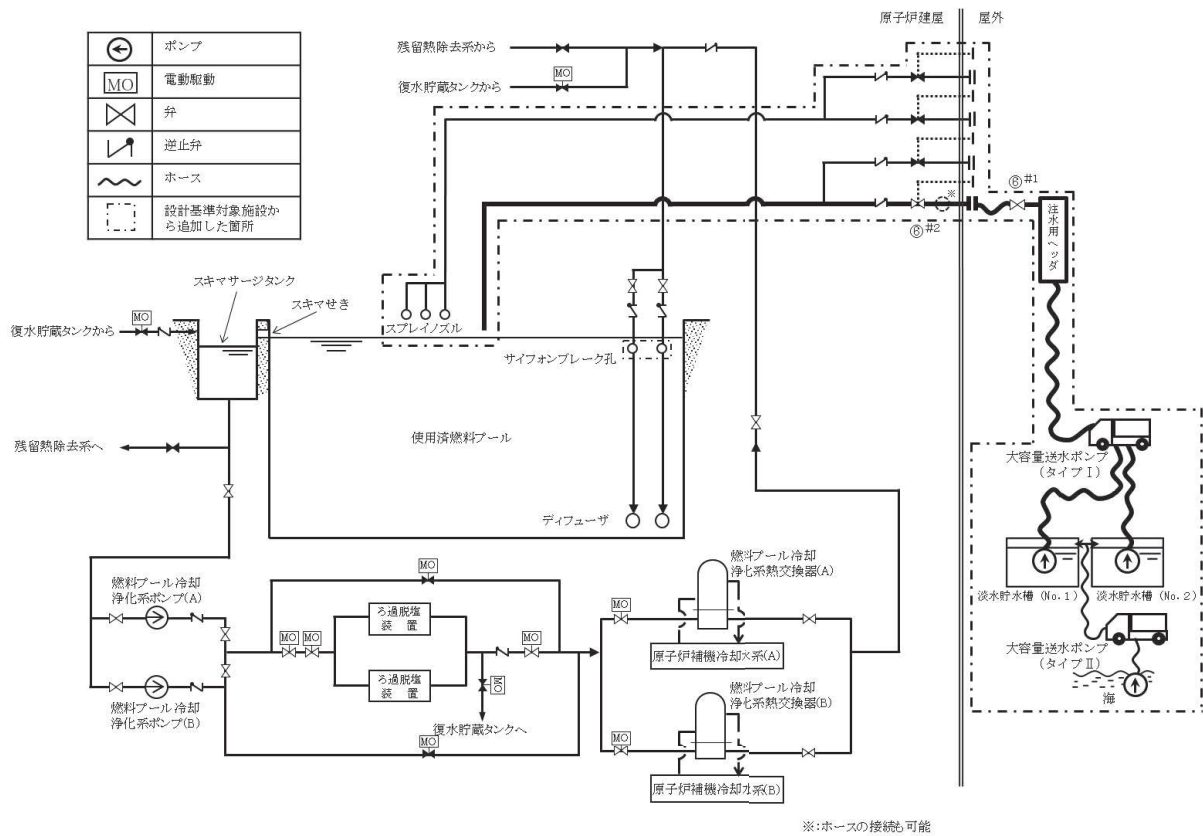 ポンプ
MO 電動駆動
弁
逆止弁
ホース
設計基準対象施設か
ら追加した箇所
残留熱除去系から
MO
復水貯蔵タンクから
原子炉建屋
屋外
※
⑥#1
⑥#2
注水用ヘッダ
スキマサージタンク
スキマせき
MO
復水貯蔵タンクから
スプレイノズル
サイフォンブレーク孔
残留熱除去系へ
使用済燃料プール
ディフューザ
大容量送水ポンプ
(タイプⅠ)
淡水貯水槽 (No.1)
淡水貯水槽 (No.2)
大容量送水ポンプ
(タイプⅡ)
海
燃料プール冷却
浄化系ポンプ(A)
燃料プール冷却
浄化系ポンプ(B)
MO
MO
MO
ろ過脱塩
装置
ろ過脱塩
装置
MO
MO
復水貯蔵タンクへ
MO
燃料プール冷却
浄化系熱交換器(A)
MO
原子炉補機冷却水系(A)
燃料プール冷却
浄化系熱交換器(B)
MO
原子炉補機冷却水系(B)
※:ホースの接続も可能